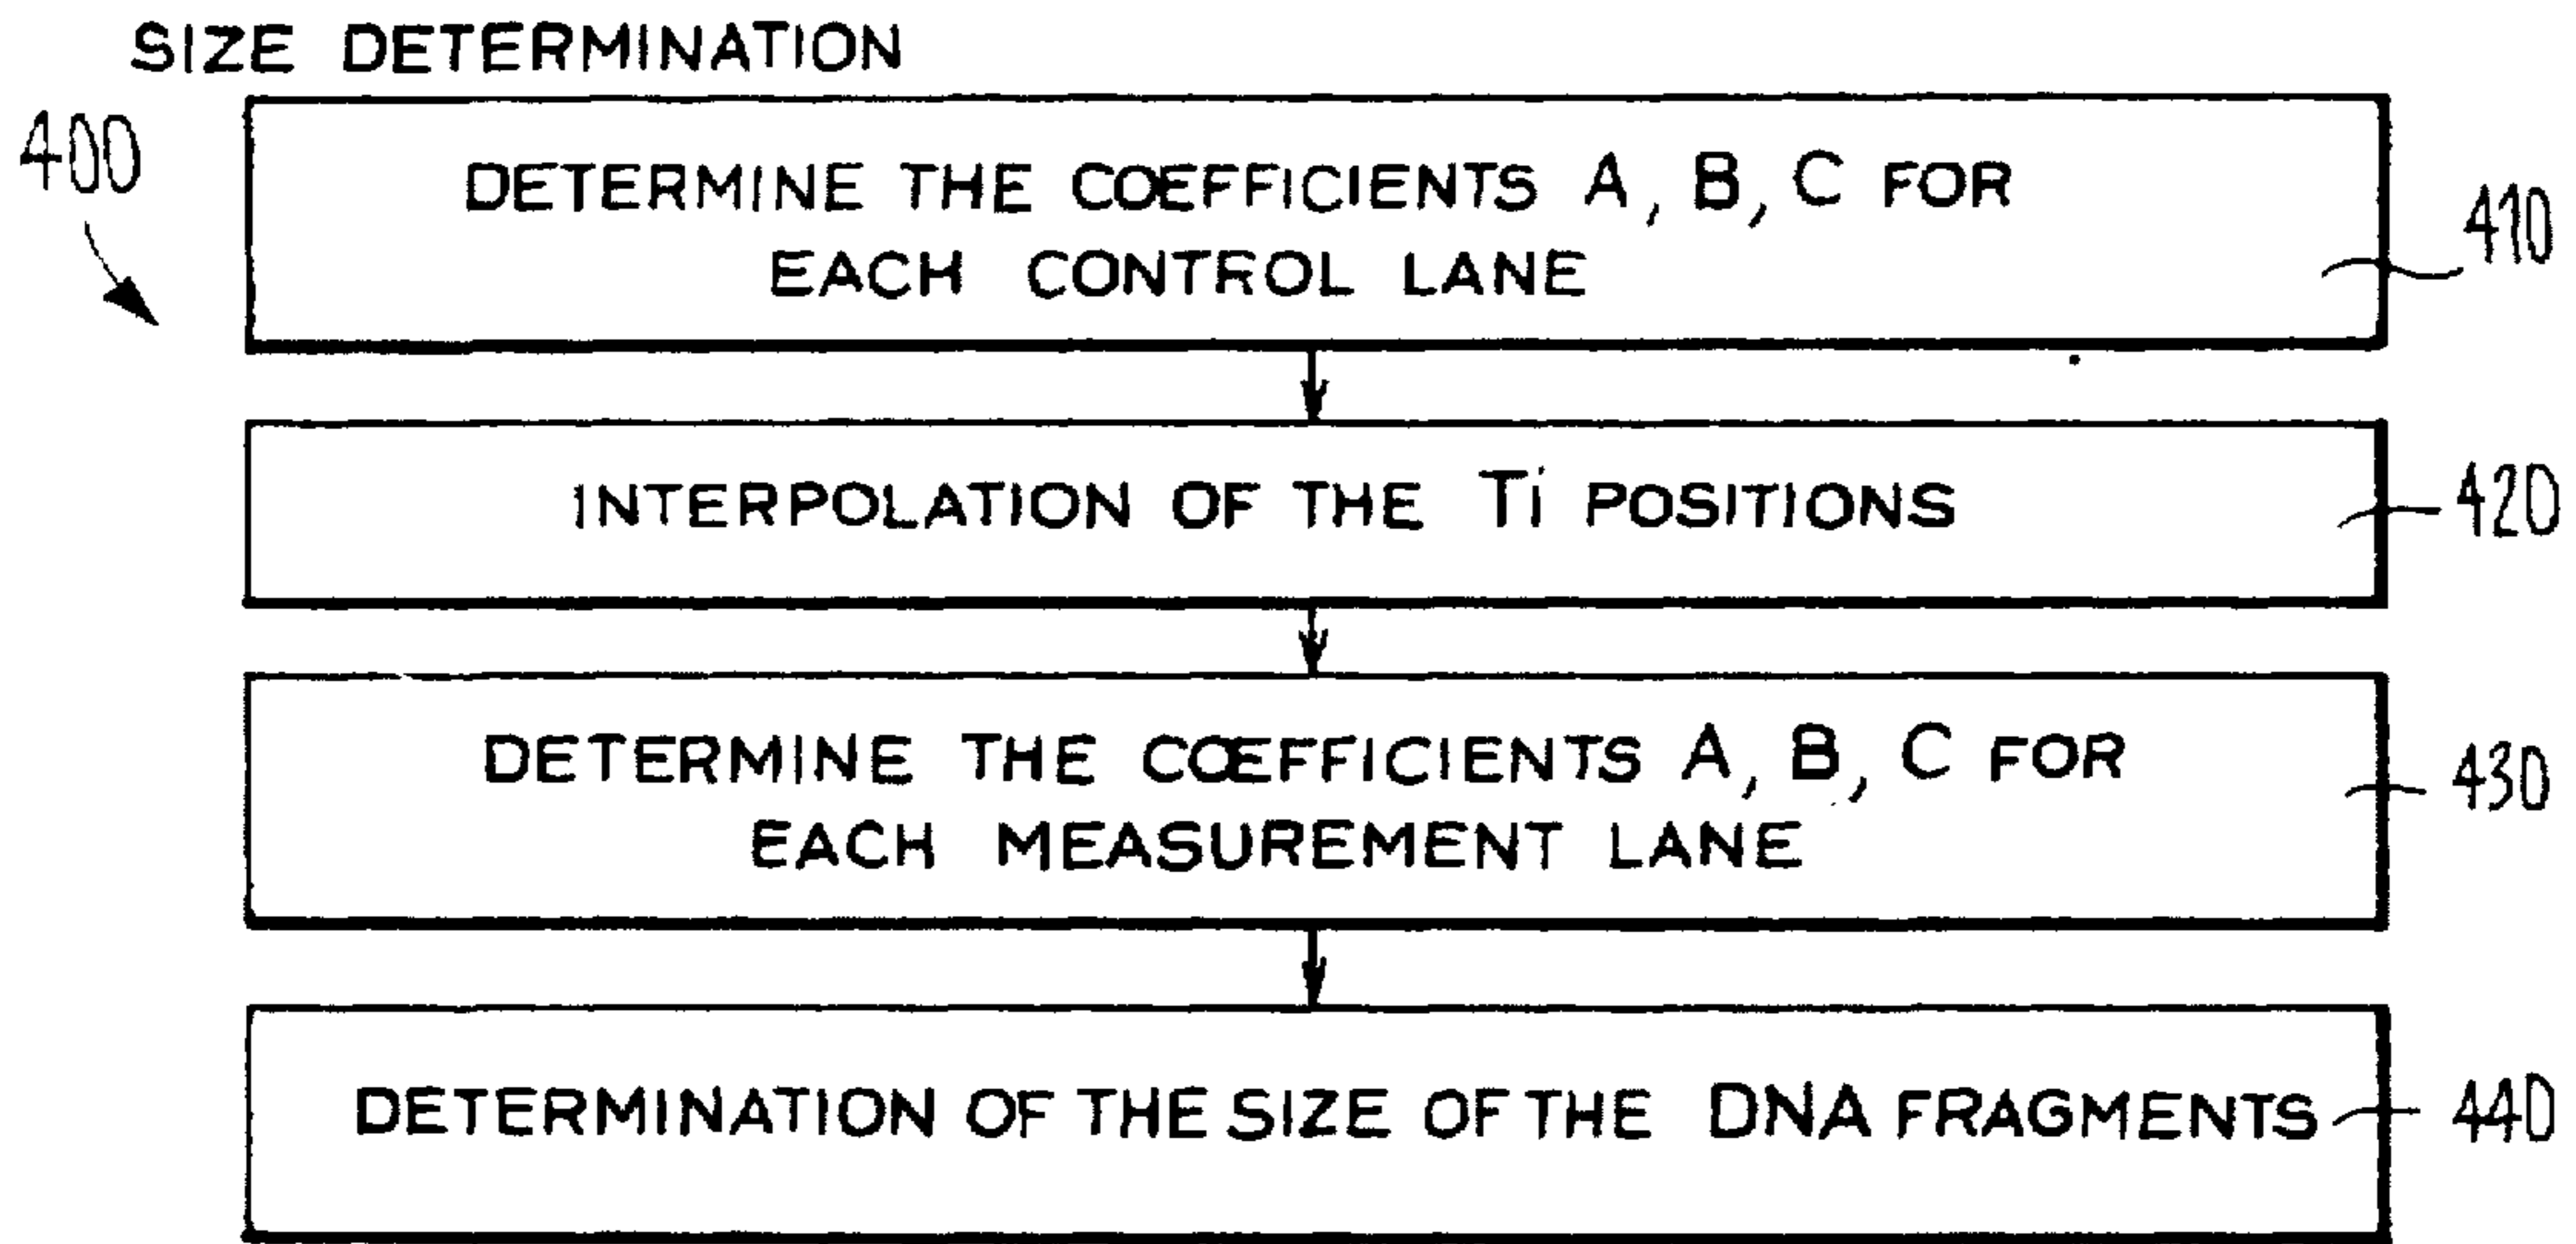 SIZE DETERMINATION
400
DETERMINE THE COEFFICIENTS A, B, C FOR
EACH CONTROL LANE
410
INTERPOLATION OF THE Ti POSITIONS
420
DETERMINE THE COEFFICIENTS A, B, C FOR
EACH MEASUREMENT LANE
430
DETERMINATION OF THE SIZE OF THE DNA FRAGMENTS
440